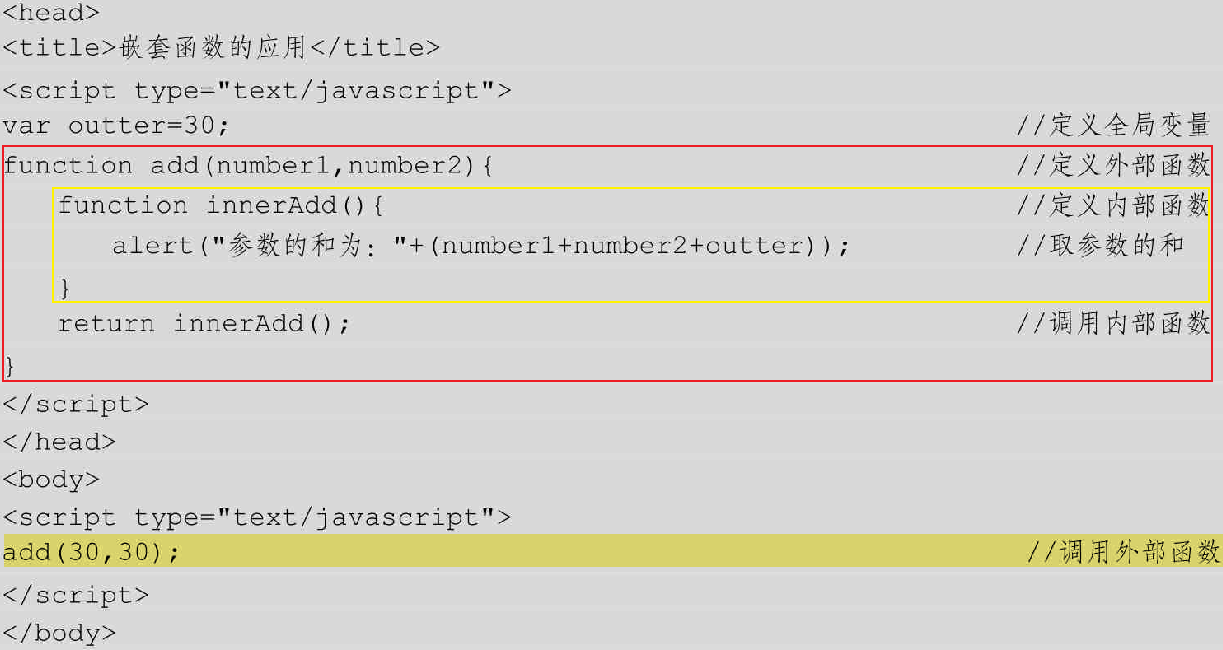 <head>
<title>嵌套函数的应用</title>
<script type="text/javascript">
var outter=30; //定义全局变量
function add(number1,number2){ //定义外部函数
function innerAdd(){ //定义内部函数
alert("参数的和为："+(number1+number2+outter)); //取参数的和
}
return innerAdd(); //调用内部函数
}
</script>
</head>
<body>
<script type="text/javascript">
add(30,30); //调用外部函数
</script>
</body>